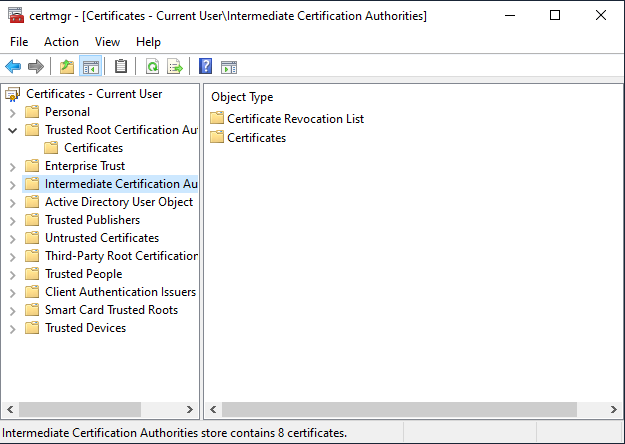 certmgr - [Certificates - Current User\Intermediate Certification Authorities]
File Action View Help
Certificates - Current User
Personal
Trusted Root Certification Au
Certificates
Enterprise Trust
Intermediate Certification Au
Active Directory User Object
Trusted Publishers
Untrusted Certificates
Third-Party Root Certification
Trusted People
Client Authentication Issuers
Smart Card Trusted Roots
Trusted Devices
Object Type
Certificate Revocation List
Certificates
Intermediate Certification Authorities store contains 8 certificates.